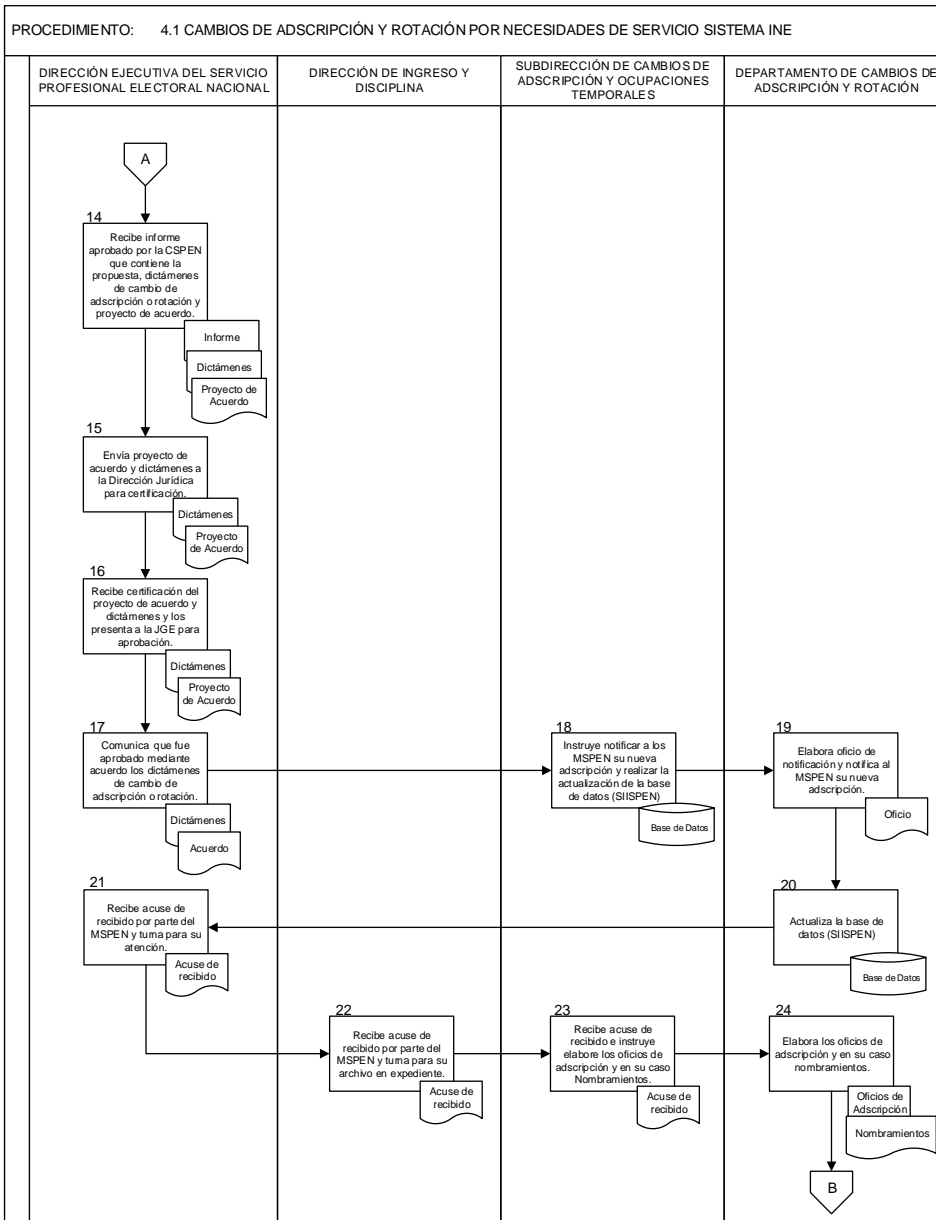 PROCEDIMIENTO: 4.1 CAMBIOS DE ADSCRIPCIÓN Y ROTACIÓN POR NECESIDADES DE SERVICIO SISTEMA INE
DIRECCIÓN EJECUTIVA DEL SERVICIO
PROFESIONAL ELECTORAL NACIONAL
DIRECCIÓN DE INGRESO Y
DISCIPLINA
SUBDIRECCIÓN DE CAMBIOS DE
ADSCRIPCIÓN Y OCUPACIONES
TEMPORALES
DEPARTAMENTO DE CAMBIOS DE
ADSCRIPCIÓN Y ROTACIÓN
A
14
Recibe informe
aprobado por la CSPEN
que contiene la
propuesta, dictámenes
de cambio de
adscripción o rotación y
proyecto de acuerdo.
Informe
Dictámenes
Proyecto de
Acuerdo
15
Envía proyecto de
acuerdo y dictámenes a
la Dirección Jurídica
para certificación.
Dictámenes
Proyecto
de Acuerdo
16
Recibe certificación del
proyecto de acuerdo y
dictámenes y los
presenta a la JGE para
aprobación.
Dictámenes
Proyecto
de Acuerdo
17
Comunica que fue
aprobado mediante
acuerdo los dictámenes
de cambio de
adscripción o rotación.
Dictámenes
Acuerdo
18
Instruye notificar a los
MSPEN su nueva
adscripción y realizar la
actualización de la base
de datos (SIISPEN)
Base de Datos
19
Elabora oficio de
notificación y notifica al
MSPEN su nueva
adscripción.
Oficio
20
Actualiza la base de
datos (SIISPEN)
Base de Datos
21
Recibe acuse de
recibido por parte del
MSPEN y turna para su
atención.
Acuse de
recibido
22
Recibe acuse de
recibido por parte del
MSPEN y turna para su
archivo en expediente.
Acuse de
recibido
23
Recibe acuse de
recibido e instruye
elabore los oficios de
adscripción y en su caso
Nombramientos.
Acuse de
recibido
24
Elabora los oficios de
adscripción y en su caso
nombramientos.
Oficios de
Adscripción
Nombramientos
B